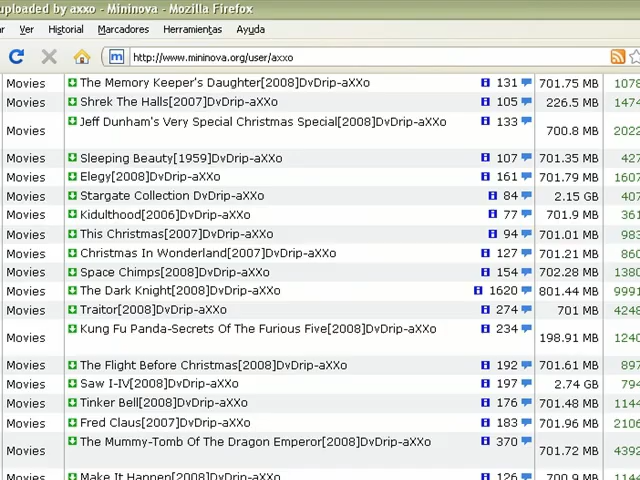 uploaded by axxo - Mininova - Mozilla Firefox
Ver Historial Marcadores Herramientas Ayuda
m http://www.mininova.org/user/axxo
Movies The Memory Keeper's Daughter[2008]DvDrip-aXXo 131 701.75 MB 1078
Movies Shrek The Halls[2007]DvDrip-aXXo 105 226.5 MB 1474
Movies Jeff Dunham's Very Special Christmas Special[2008]DvDrip-aXXo 133 700.8 MB 2022
Movies Sleeping Beauty[1959]DvDrip-aXXo 107 701.35 MB 427
Movies Elegy[2008]DvDrip-aXXo 161 701.79 MB 1607
Movies Stargate Collection DvDrip-aXXo 84 2.15 GB 407
Movies Kidulthood[2006]DvDrip-aXXo 77 701.9 MB 361
Movies This Christmas[2007]DvDrip-aXXo 94 701.01 MB 983
Movies Christmas In Wonderland[2007]DvDrip-aXXo 127 701.21 MB 860
Movies Space Chimps[2008]DvDrip-aXXo 154 702.28 MB 1380
Movies The Dark Knight[2008]DvDrip-aXXo 1620 801.44 MB 9991
Movies Traitor[2008]DvDrip-aXXo 274 701 MB 4248
Movies Kung Fu Panda-Secrets Of The Furious Five[2008]DvDrip-aXXo 234 198.91 MB 1240
Movies The Flight Before Christmas[2008]DvDrip-aXXo 192 701.61 MB 897
Movies Saw I-IV[2008]DvDrip-aXXo 197 2.74 GB 794
Movies Tinker Bell[2008]DvDrip-aXXo 176 701.48 MB 1144
Movies Fred Claus[2007]DvDrip-aXXo 183 701.96 MB 2106
Movies The Mummy-Tomb Of The Dragon Emperor[2008]DvDrip-aXXo 370 701.72 MB 4392
Movies Make It Happen[2008]DvDrip-aXXo 126 700.9 MB 1144